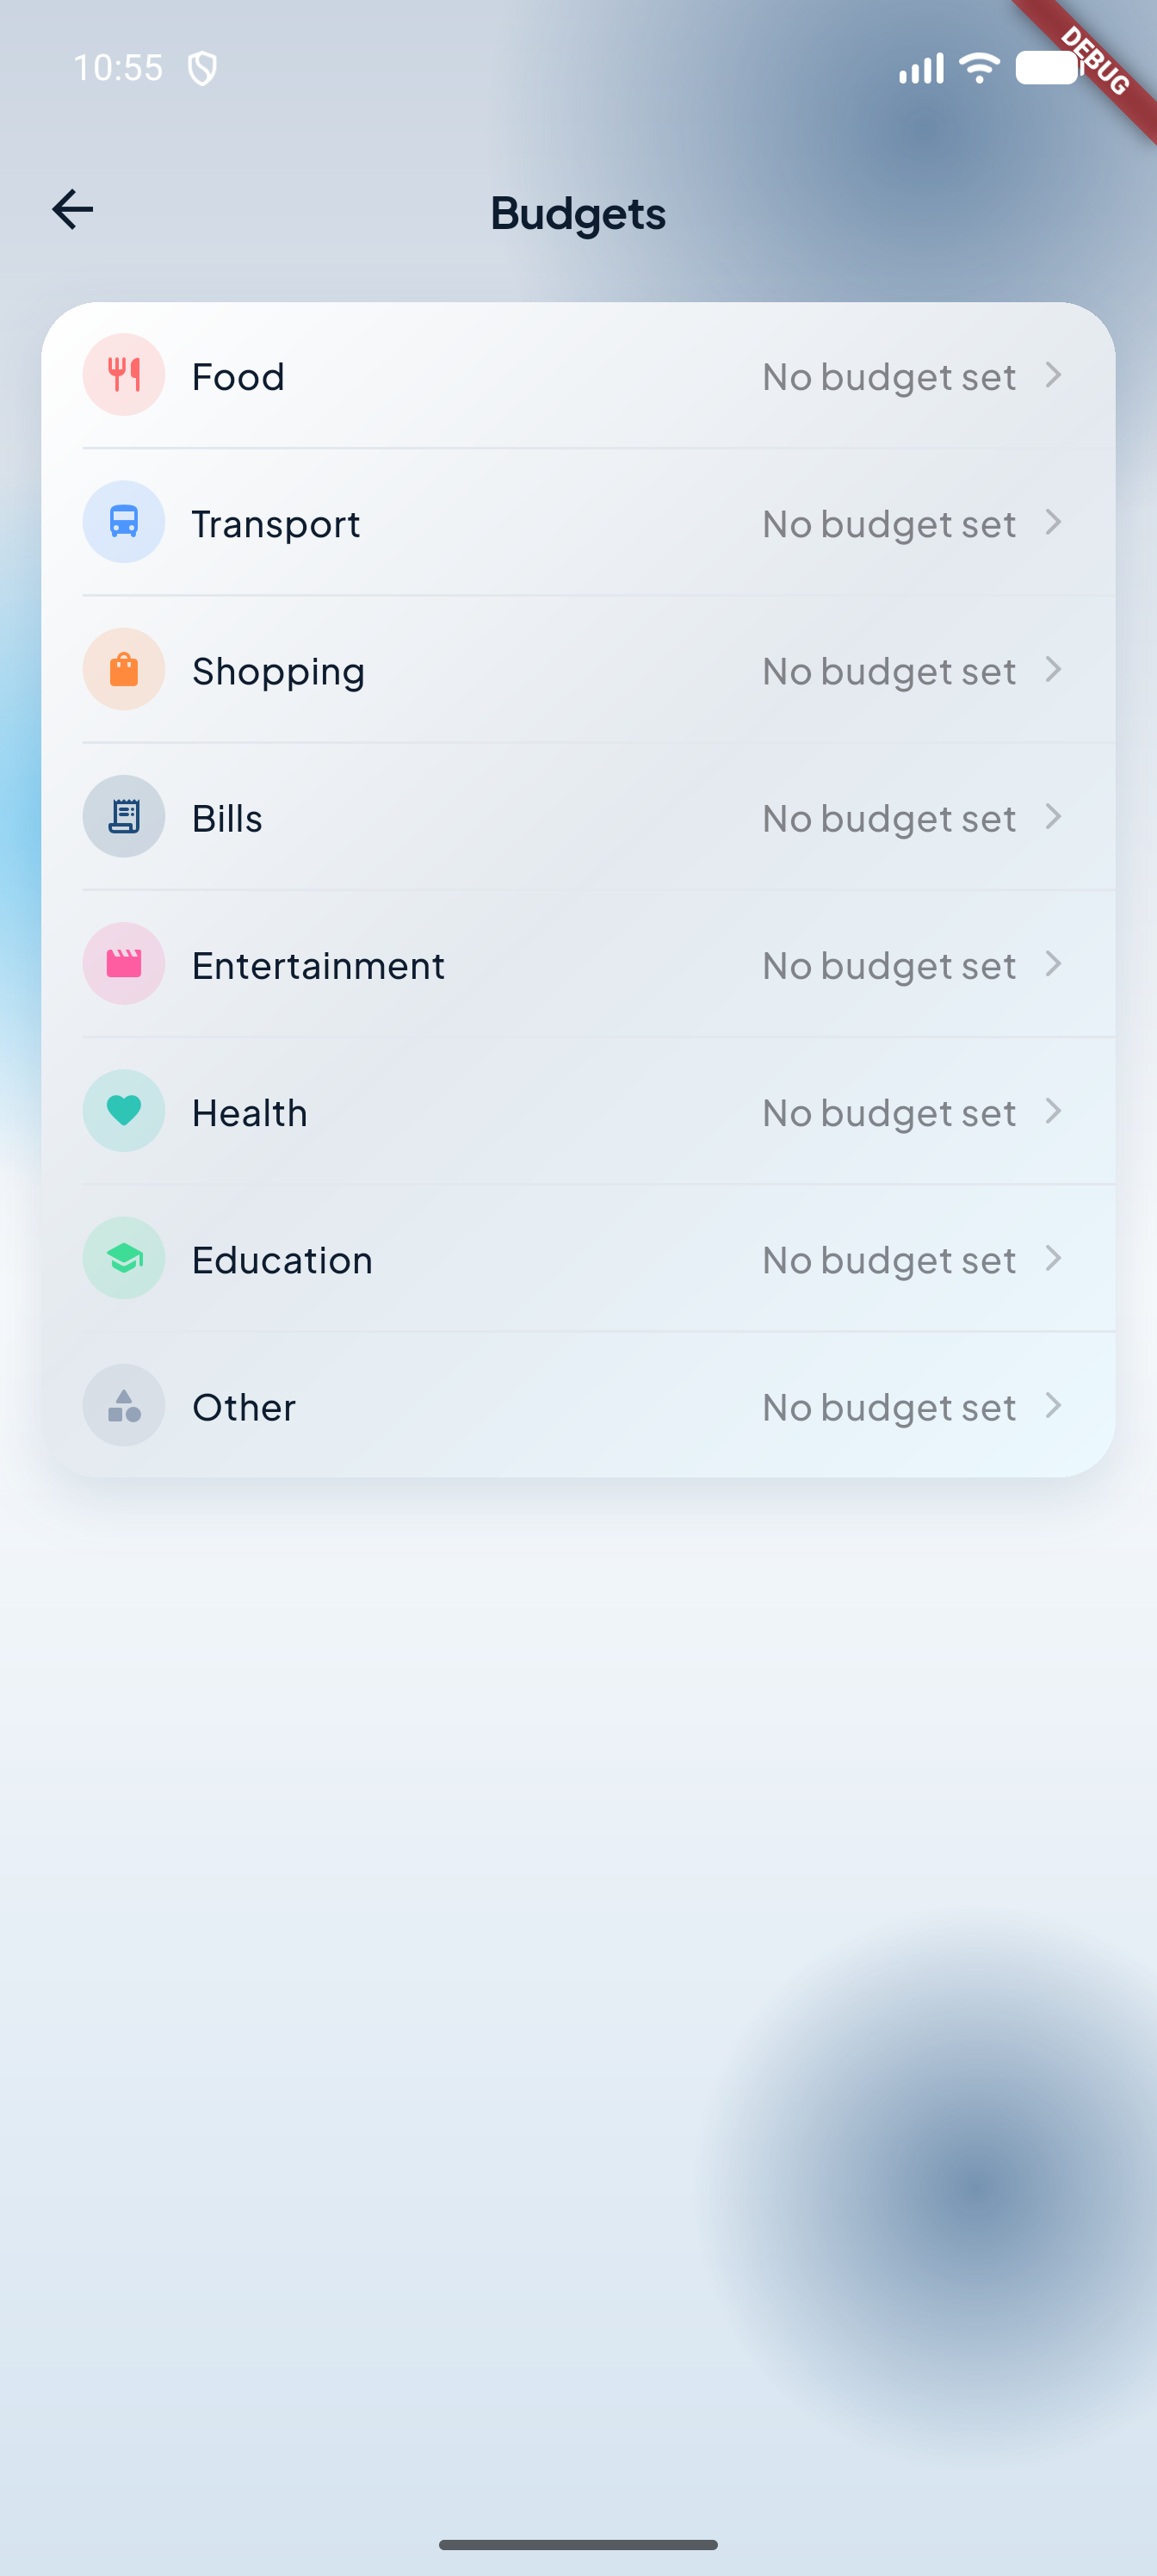 10:55
DEBUG
Budgets
Food No budget set
Transport No budget set
Shopping No budget set
Bills No budget set
Entertainment No budget set
Health No budget set
Education No budget set
Other No budget set